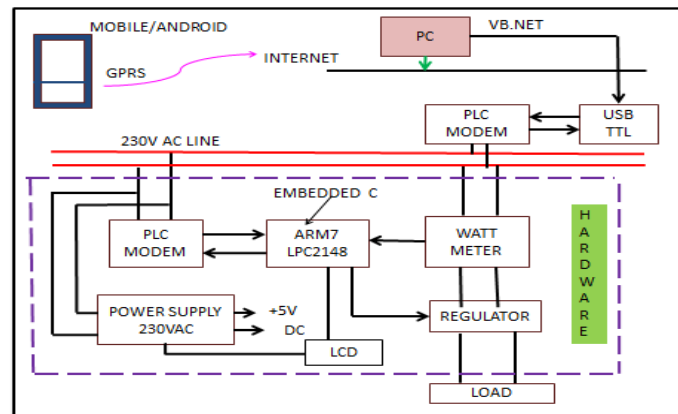 MOBILE/ANDROID
GPRS
INTERNET
PC
VB.NET
PLC
MODEM
USB
TTL
230V AC LINE
EMBEDDED C
PLC
MODEM
ARM7
LPC2148
WATT
METER
HARDWARE
POWER SUPPLY
230VAC
+5V
DC
REGULATOR
LCD
LOAD